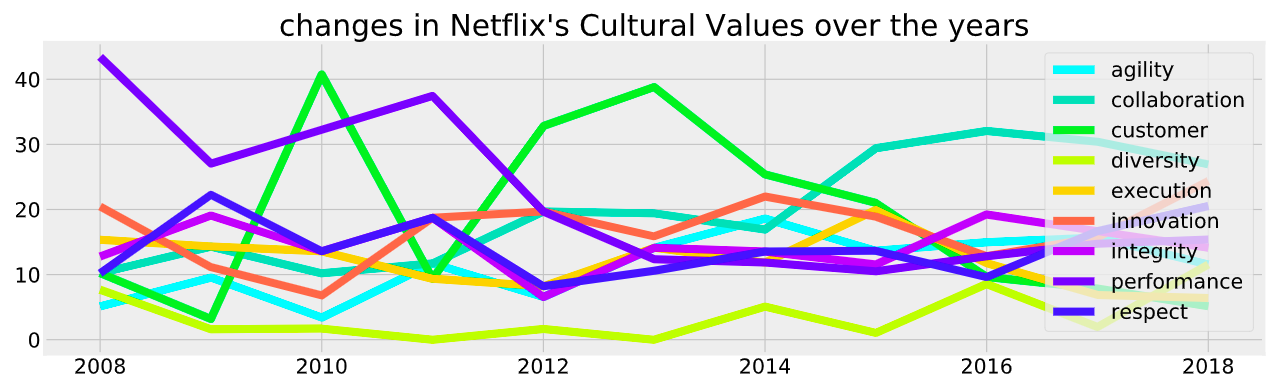 changes in Netflix's Cultural Values over the years
40
30
20
10
0
2008
2010
2012
2014
2016
2018
agility
collaboration
customer
diversity
execution
innovation
integrity
performance
respect